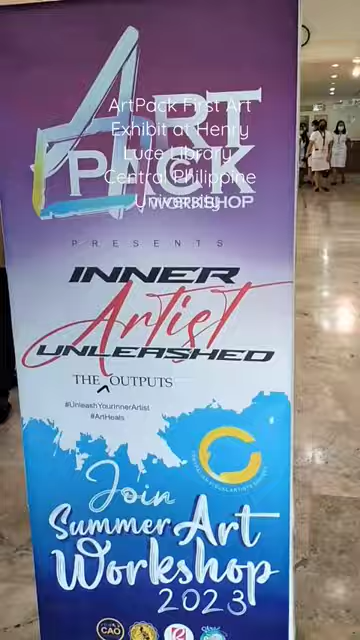 ART
PACK
WORKSHOP
ArtPack First Art
Exhibit at Henry
Luce Library
Central Philippine
University
PRESENTS
INNER
Artist
UNLEASHED
THE OUTPUTS
#UnleashYourInnerArtist
#ArtHeals
Join
Summer Art
Workshop
2023
CAO